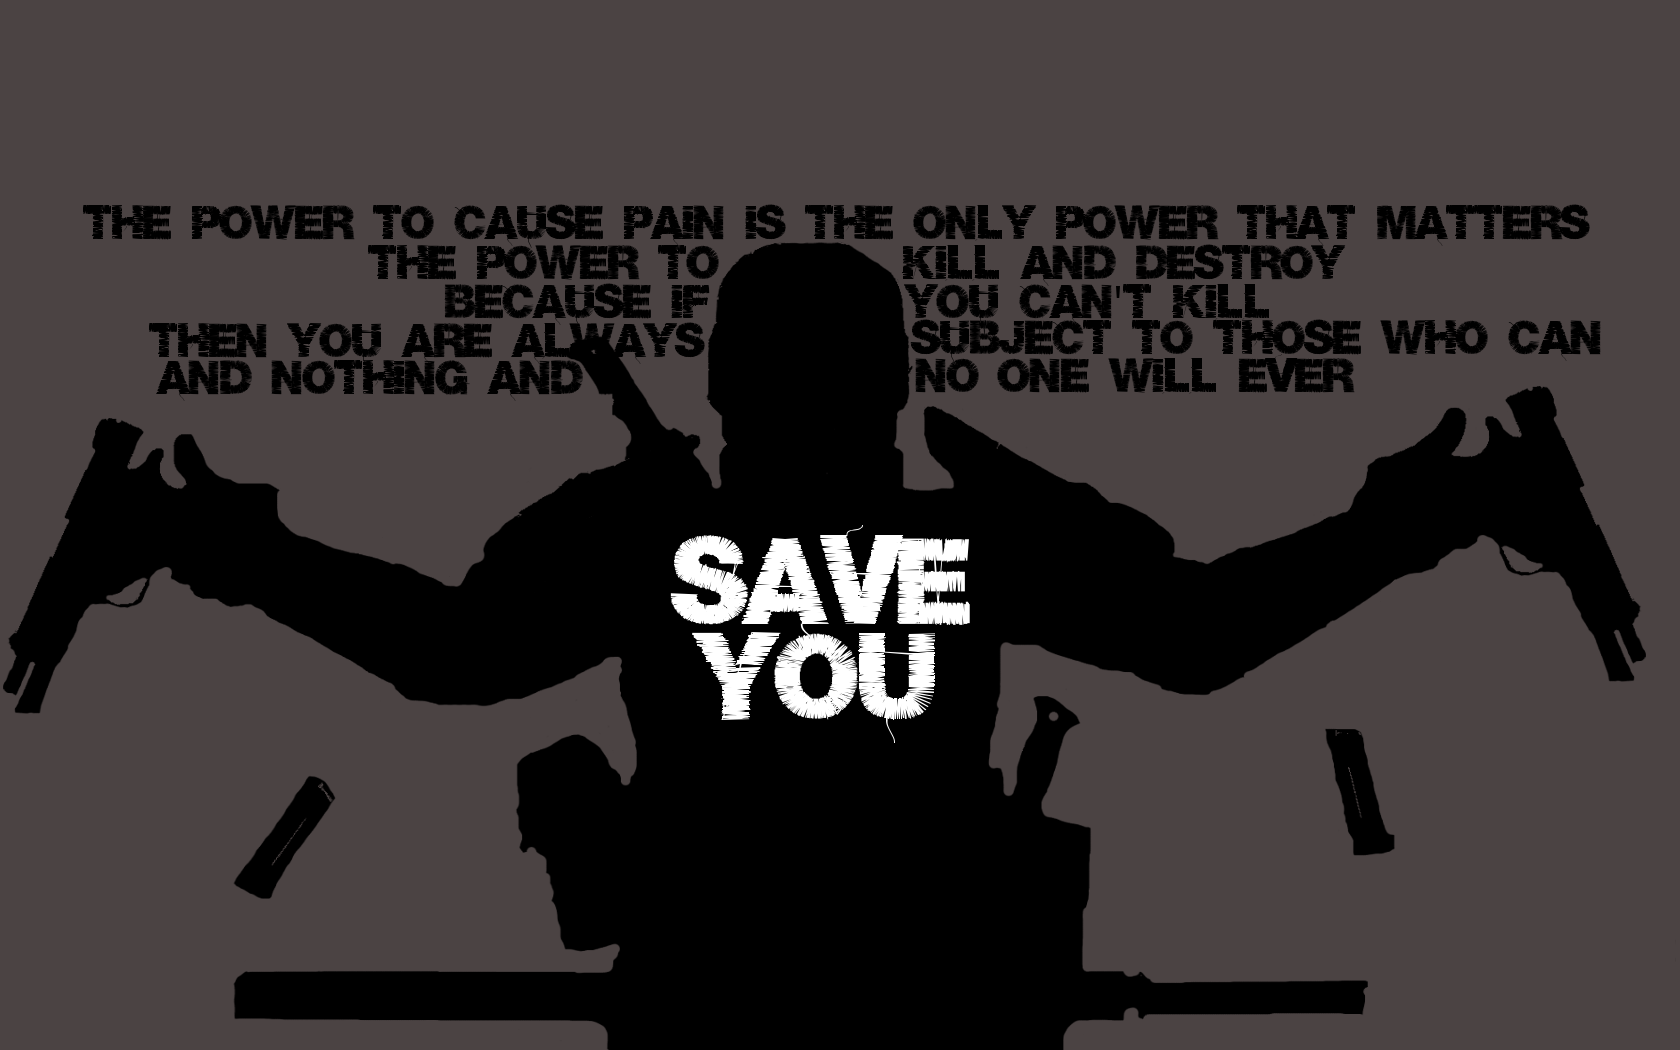 THE POWER TO CAUSE PAIN IS THE ONLY POWER THAT MATTERS
THE POWER TO KILL AND DESTROY
BECAUSE IF YOU CAN'T KILL
THEN YOU ARE ALWAYS SUBJECT TO THOSE WHO CAN
AND NOTHING AND NO ONE WILL EVER
SAVE
YOU